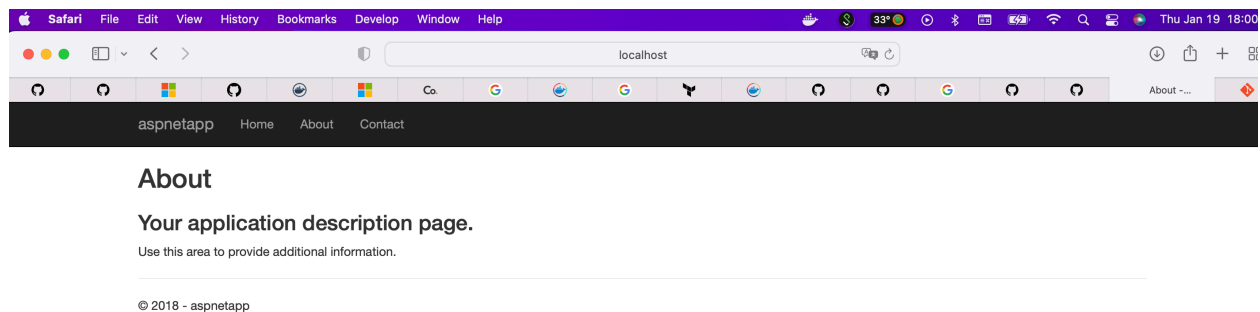 Safari File Edit View History Bookmarks Develop Window Help 33° Thu Jan 19 18:00
localhost
Co. About -...
aspnetapp Home About Contact
About
Your application description page.
Use this area to provide additional information.
© 2018 - aspnetapp